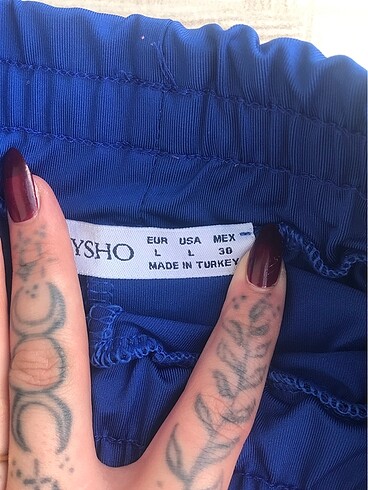 YSHO
EUR USA MEX
L L 30
MADE IN TURKEY